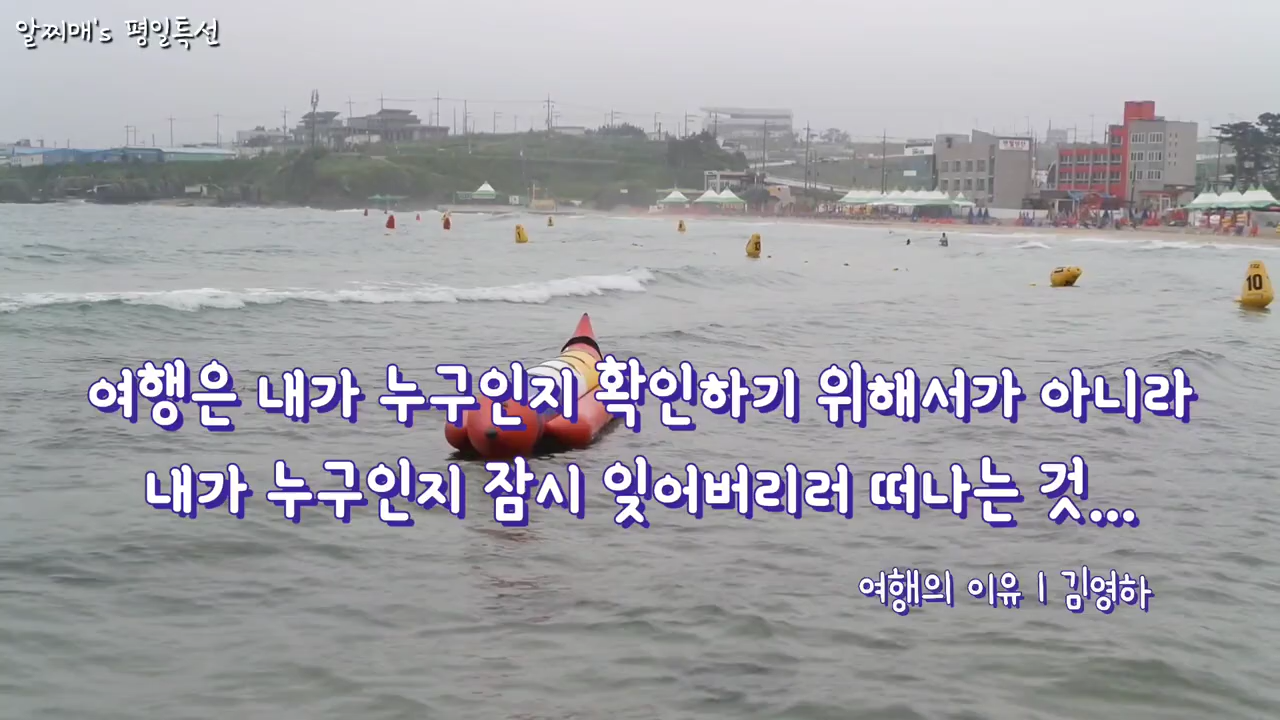 알찌매's 평일특선
여행은 내가 누구인지 확인하기 위해서가 아니라
내가 누구인지 잠시 잊어버리러 떠나는 것...
여행의 이유 | 김영하
10